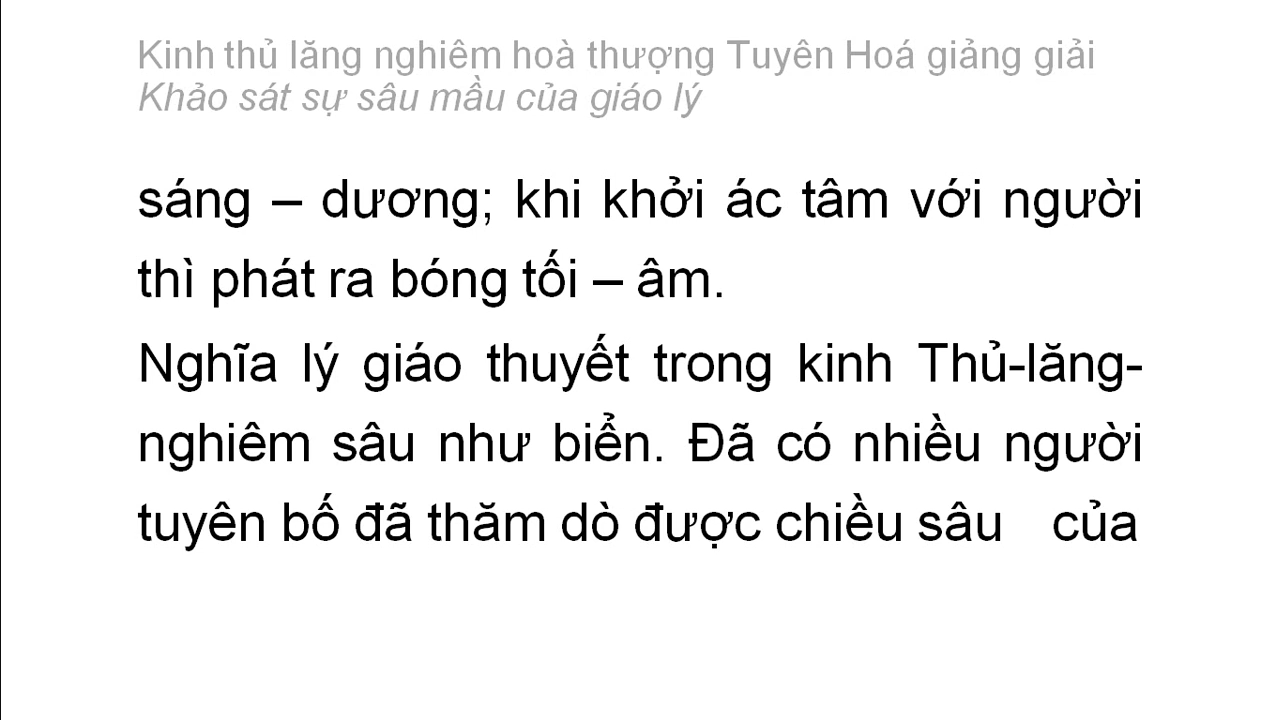 Kinh thủ lăng nghiêm hoà thượng Tuyên Hoá giảng giải
Khảo sát sự sâu mầu của giáo lý
sáng – dương; khi khởi ác tâm với người
thì phát ra bóng tối – âm.
Nghĩa lý giáo thuyết trong kinh Thủ-lăng-
nghiêm sâu như biển. Đã có nhiều người
tuyên bố đã thăm dò được chiều sâu của